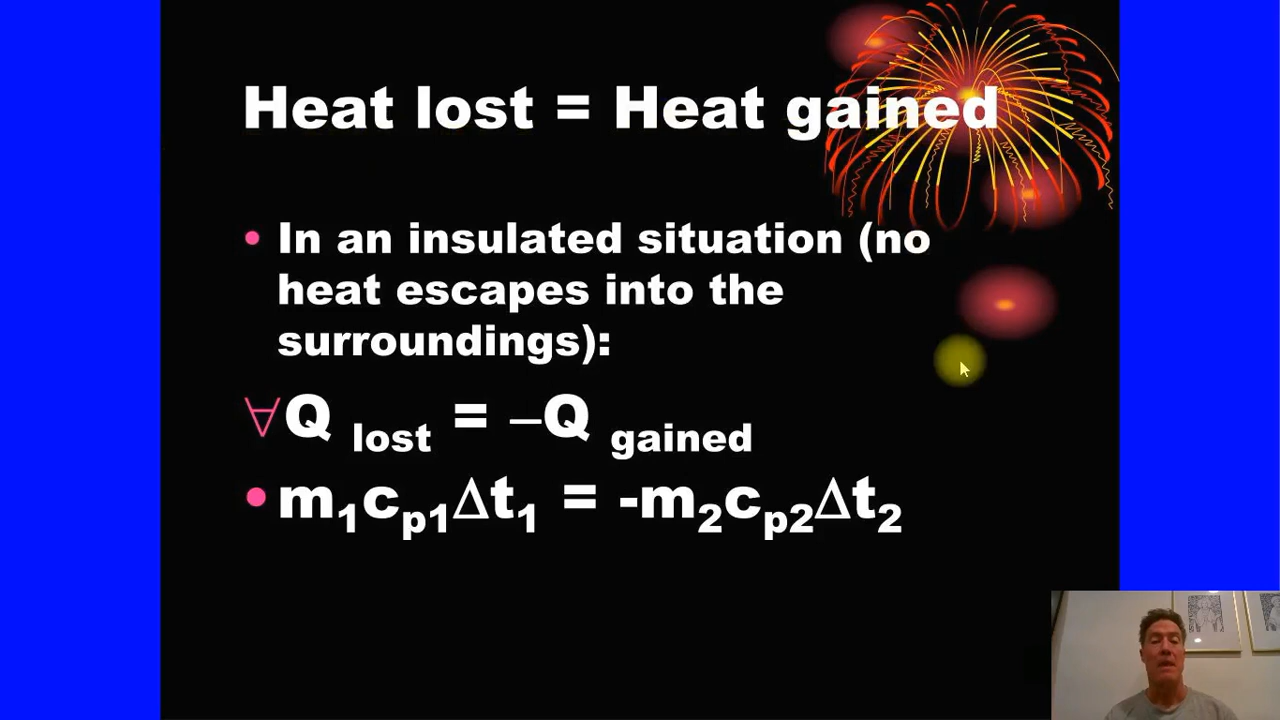 Heat lost = Heat gained
• In an insulated situation (no
heat escapes into the
surroundings):
∀Q lost = –Q gained
• m₁cₚ₁Δt₁ = -m₂cₚ₂Δt₂